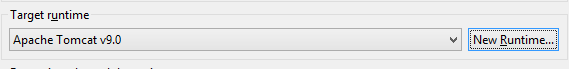 Target runtime
Apache Tomcat v9.0
New Runtime...